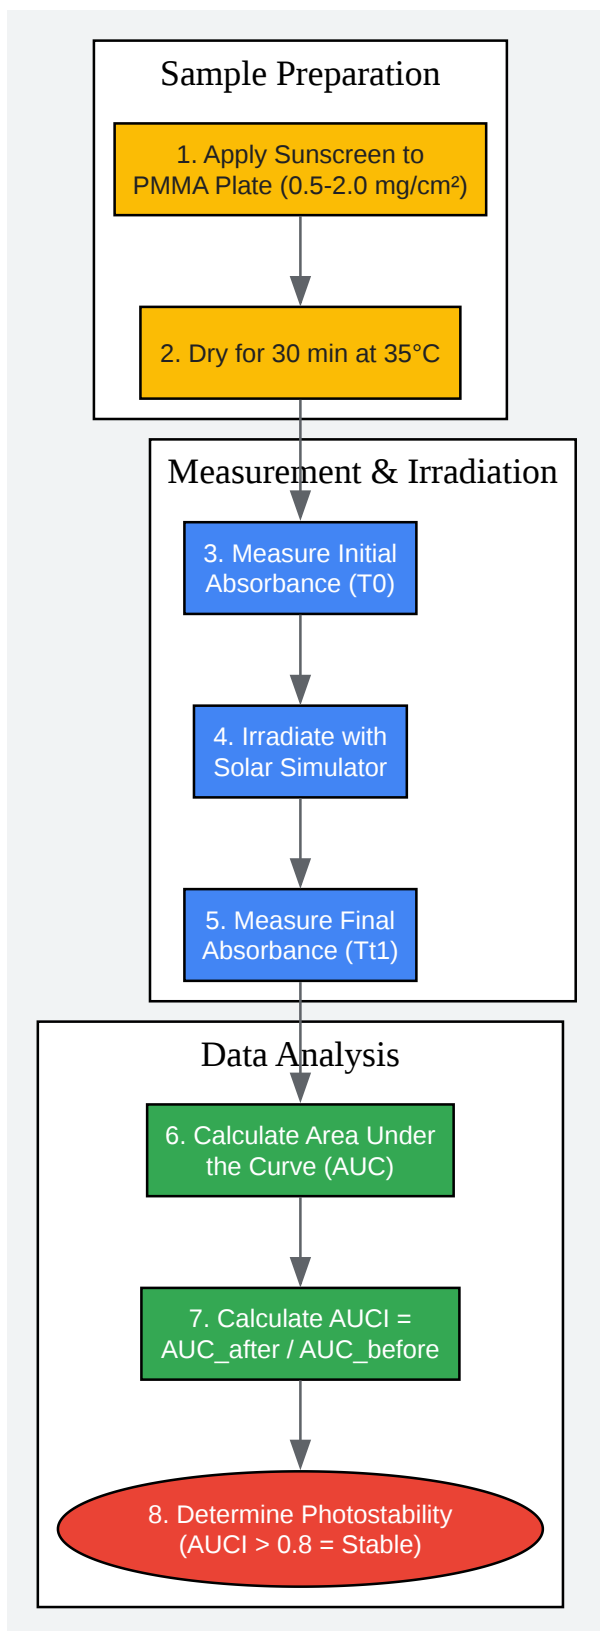 Sample Preparation
1. Apply Sunscreen to
PMMA Plate (0.5-2.0 mg/cm²)
2. Dry for 30 min at 35°C
Measurement & Irradiation
3. Measure Initial
Absorbance (T0)
4. Irradiate with
Solar Simulator
5. Measure Final
Absorbance (Tt1)
Data Analysis
6. Calculate Area Under
the Curve (AUC)
7. Calculate AUCI =
AUC_after / AUC_before
8. Determine Photostability
(AUCI > 0.8 = Stable)